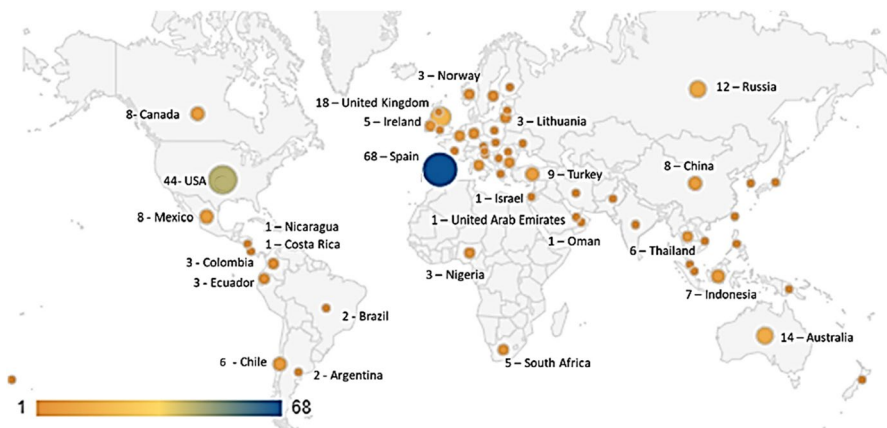 3 – Norway
12 – Russia
18 – United Kingdom
8- Canada
5 – Ireland
3 – Lithuania
68 – Spain
8 – China
44- USA
9 – Turkey
1 – Israel
8 - Mexico
1 – Nicaragua
1 – United Arab Emirates
1 - Costa Rica
1 – Oman
6 – Thailand
3 - Colombia
3 – Nigeria
3 - Ecuador
7 – Indonesia
2 - Brazil
14 – Australia
6 - Chile
5 – South Africa
2 - Argentina
1
68